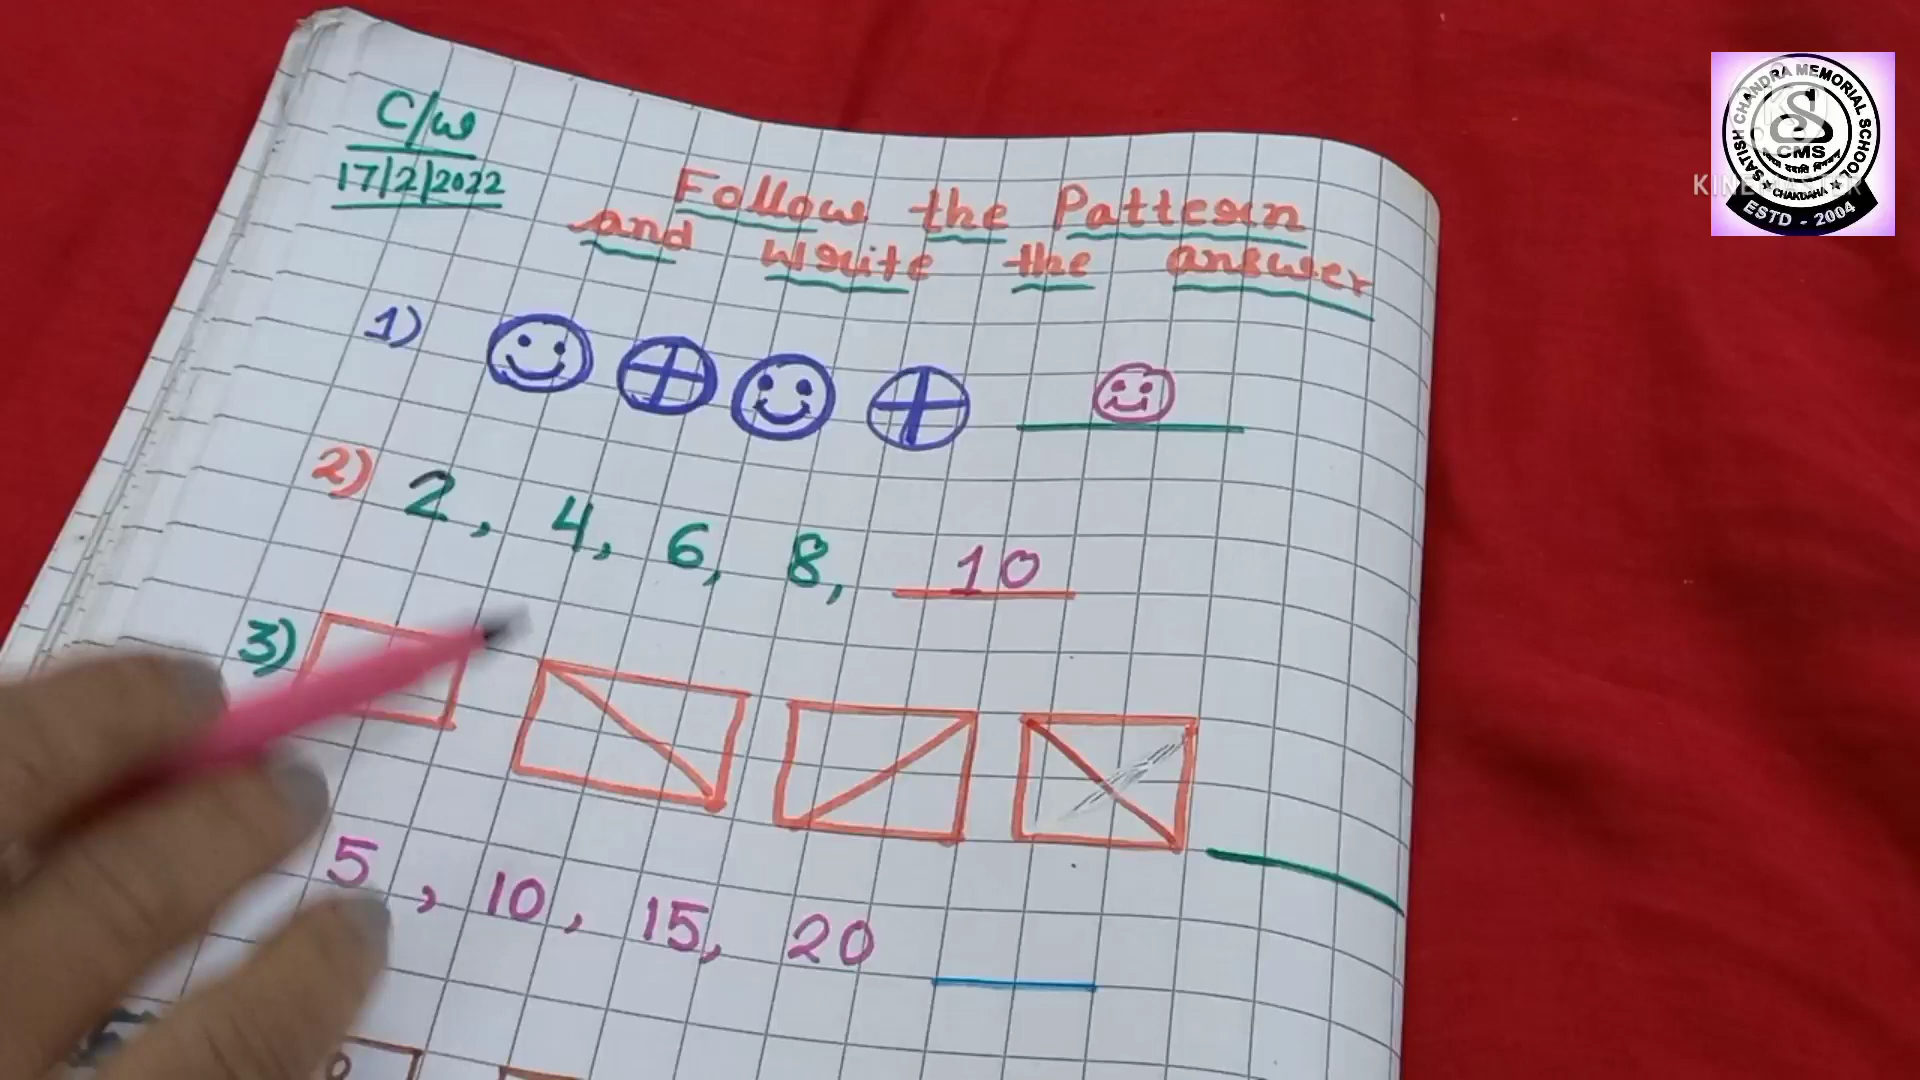 C/W
17/2/2022
Follow the Pattern
and Write the answer
1)
2) 2, 4, 6, 8, 10
3)
5, 10, 15, 20
SATISH CHANDRA MEMORIAL SCHOOL
S
CMS
CHAKDAHA
ESTD - 2004